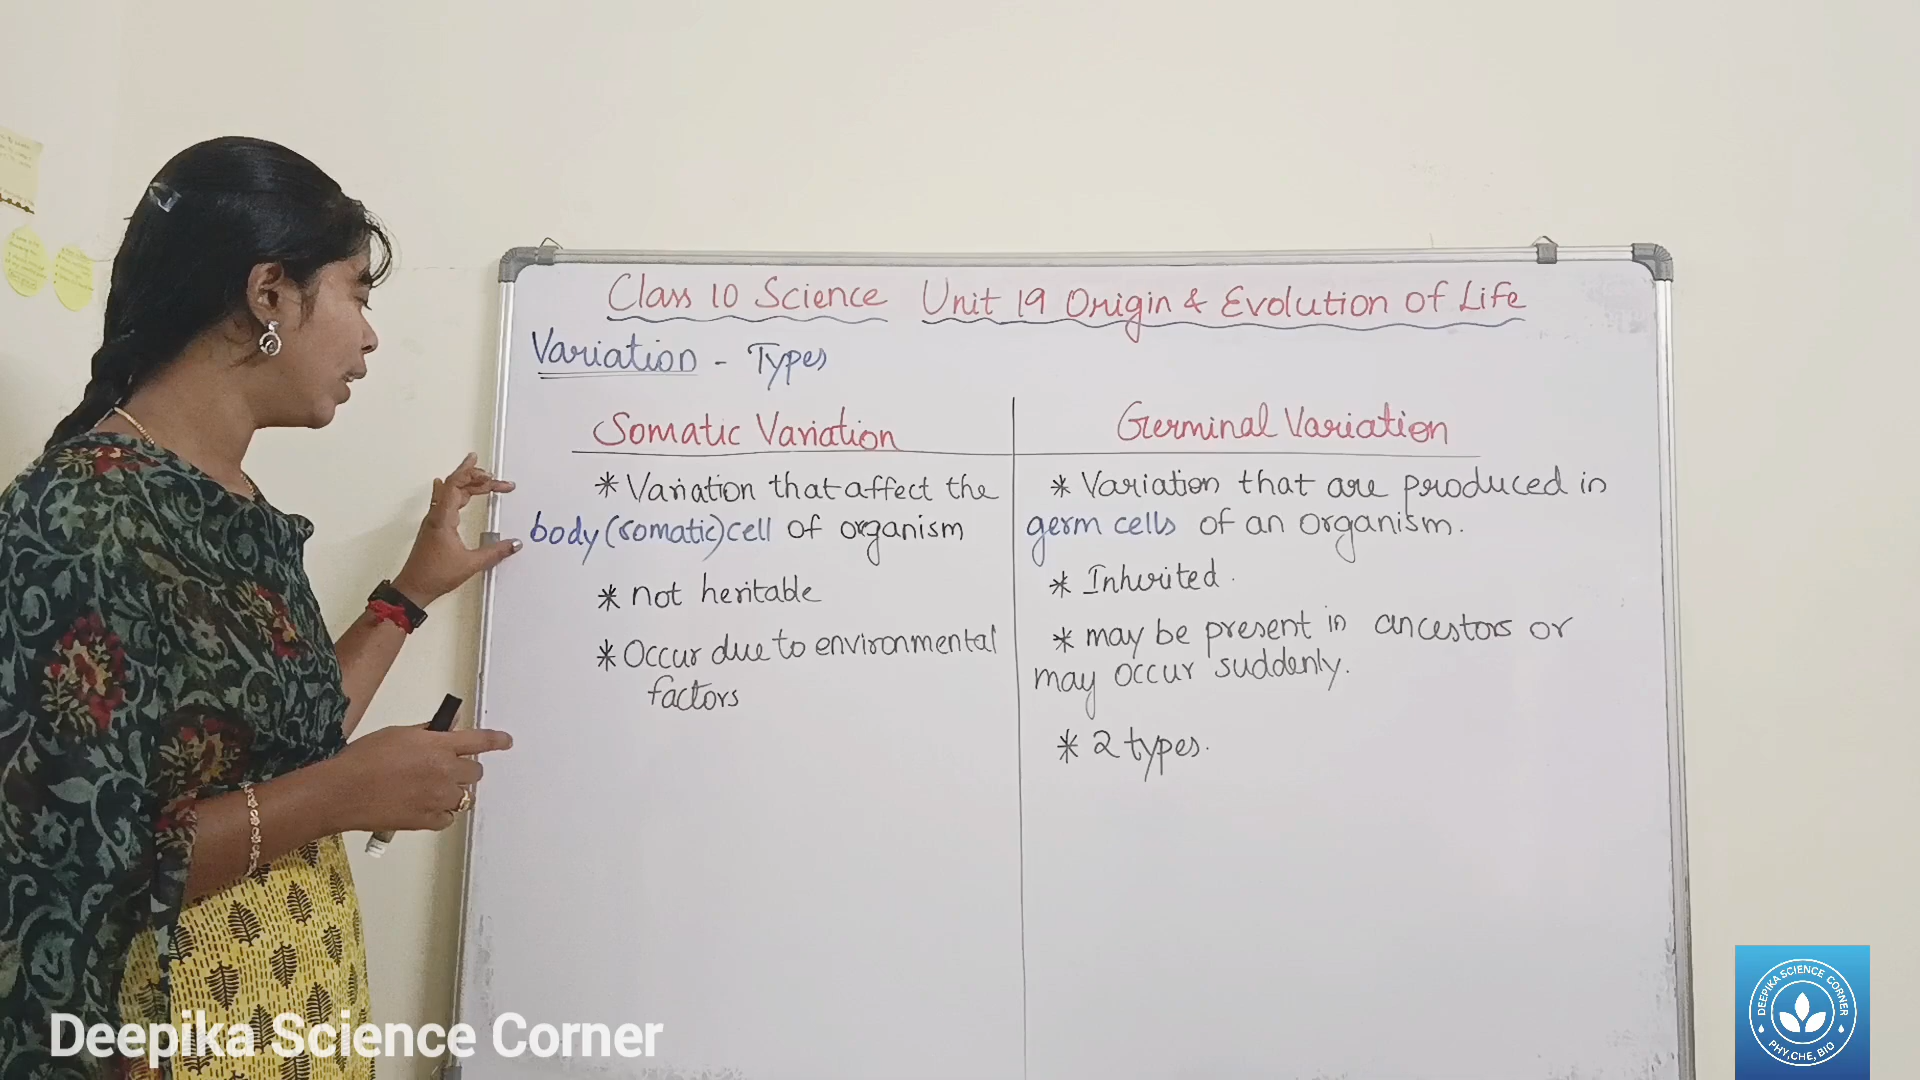 Class 10 Science Unit 19 Origin & Evolution of Life
Variation - Types
Somatic Variation
* Variation that affect the
body (somatic) cell of organism
* not heritable
* Occur due to environmental
factors
Germinal Variation
* Variation that are produced in
germ cells of an organism.
* Inherited.
* may be present in ancestors or
may occur suddenly.
* 2 types.
Deepika Science Corner
DEEPIKA SCIENCE CORNER
PHY,CHE,BIO